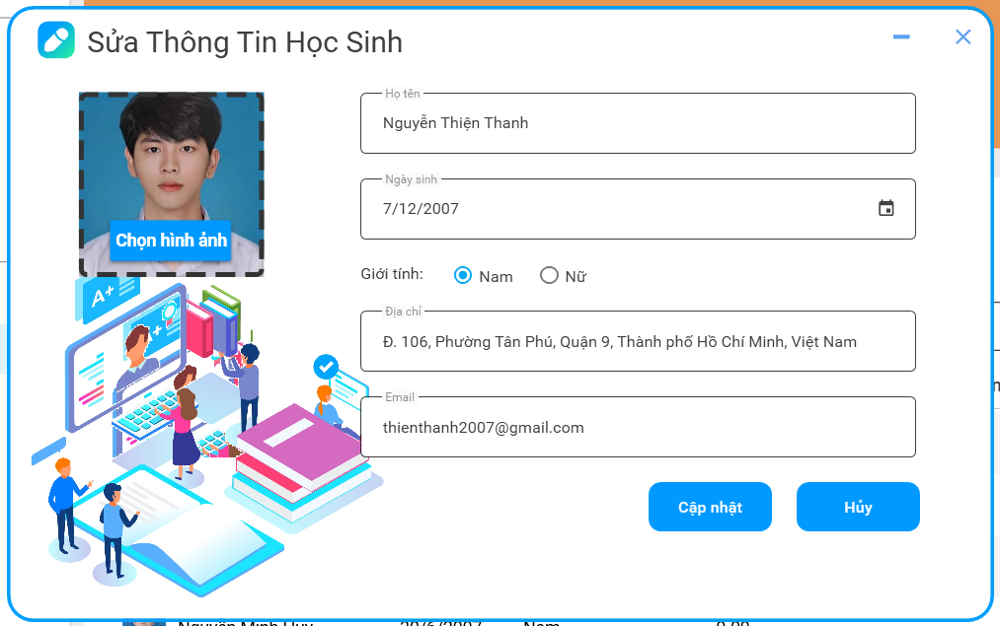 Sửa Thông Tin Học Sinh
Chọn hình ảnh
Họ tên
Nguyễn Thiện Thanh
Ngày sinh
7/12/2007
Giới tính:
Nam
Nữ
Địa chỉ
Đ. 106, Phường Tân Phú, Quận 9, Thành phố Hồ Chí Minh, Việt Nam
Email
thienthanh2007@gmail.com
A+
Cập nhật
Hủy